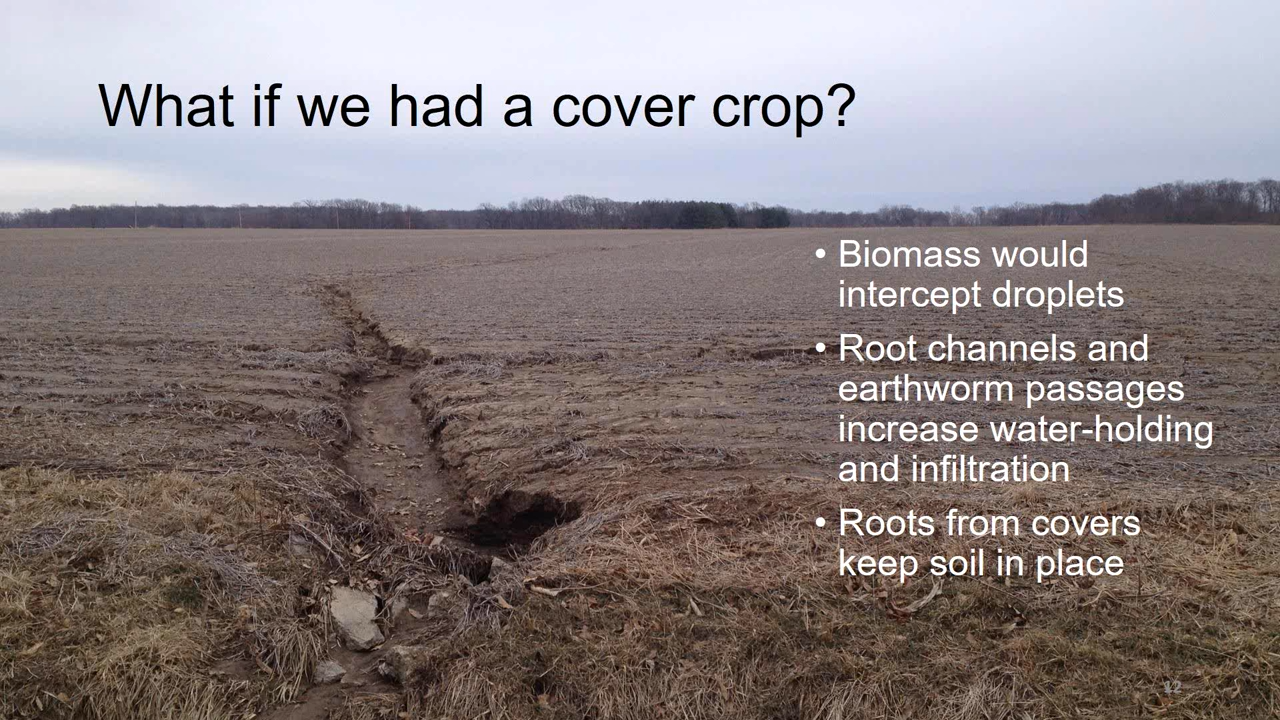 What if we had a cover crop?
• Biomass would
intercept droplets
• Root channels and
earthworm passages
increase water-holding
and infiltration
• Roots from covers
keep soil in place
12